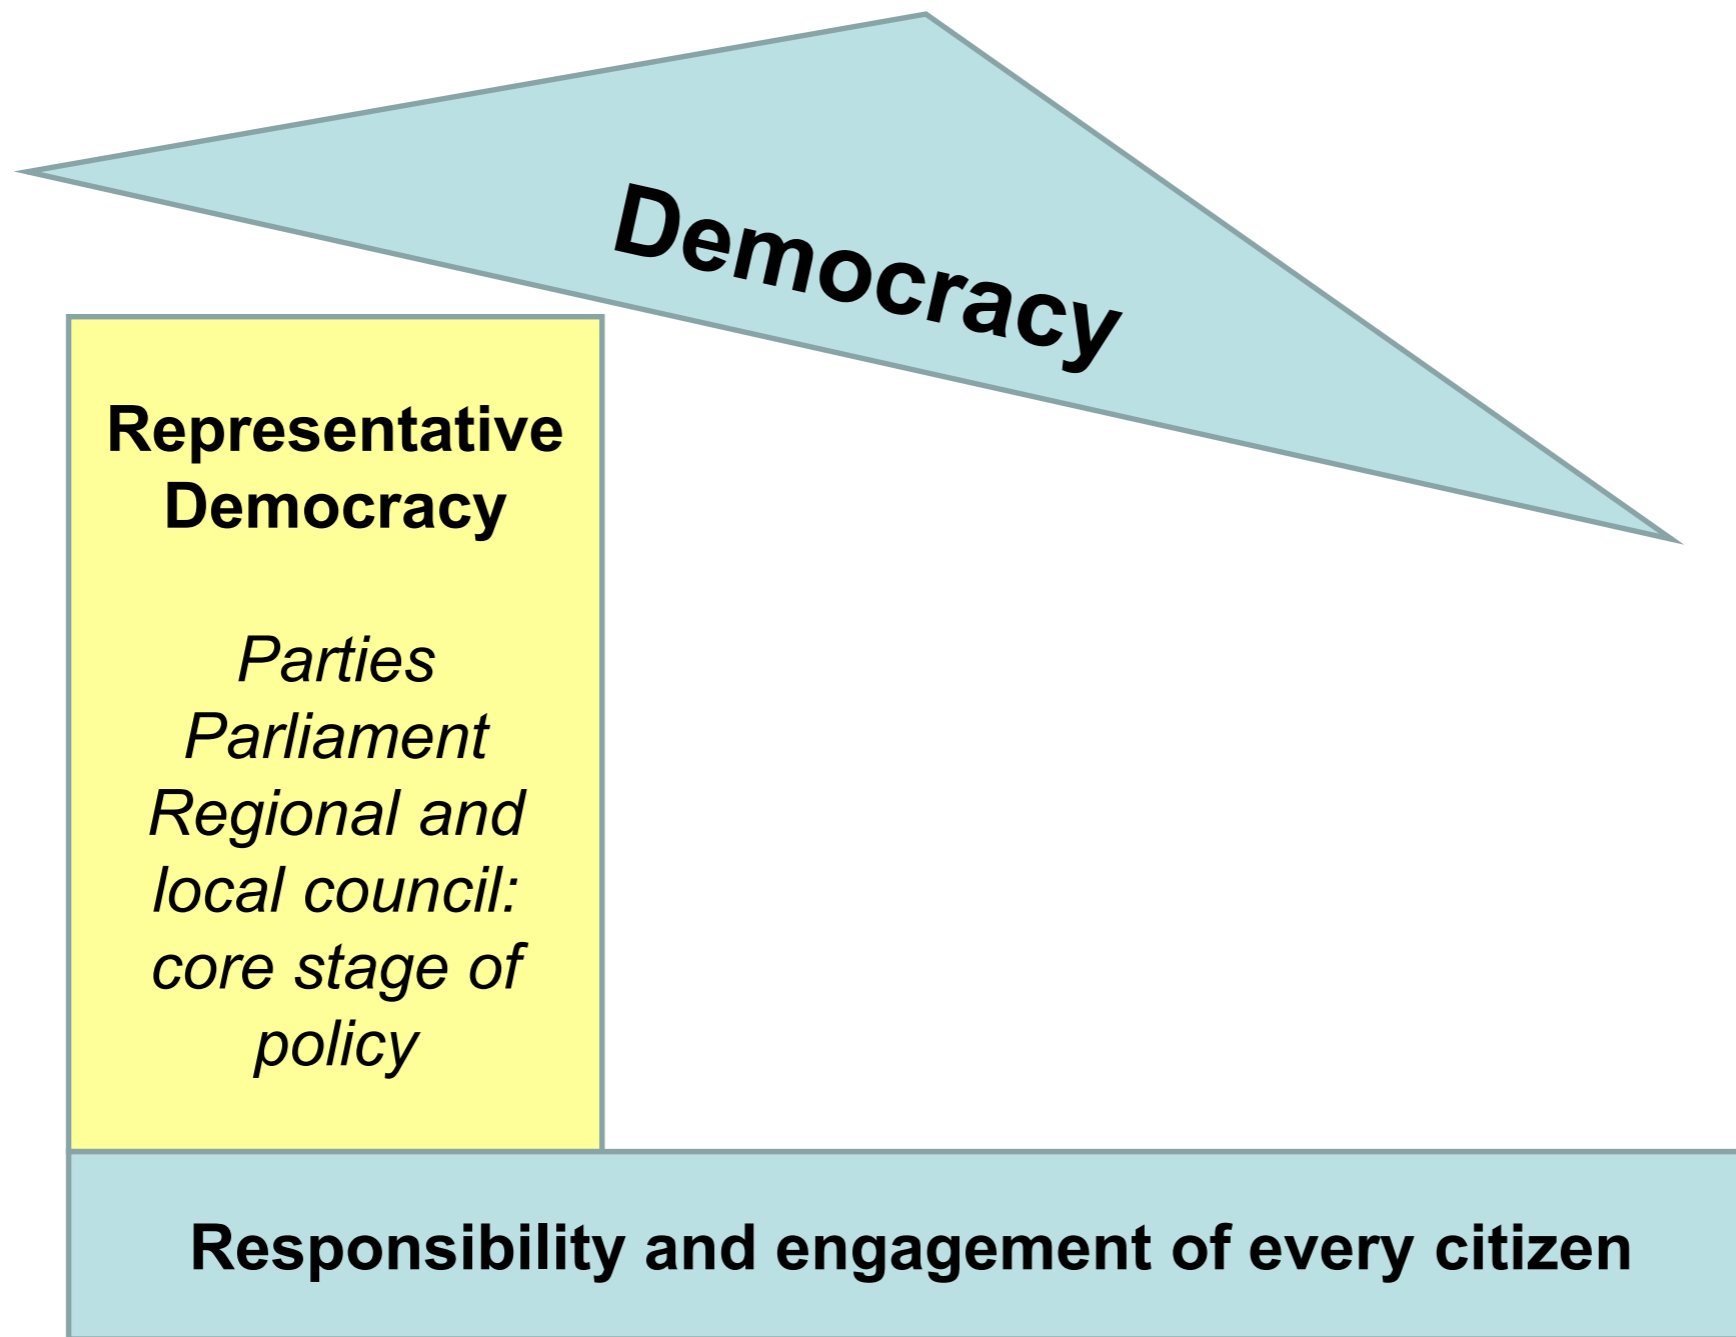 Democracy
Representative
Democracy
Parties
Parliament
Regional and
local council:
core stage of
policy
Responsibility and engagement of every citizen